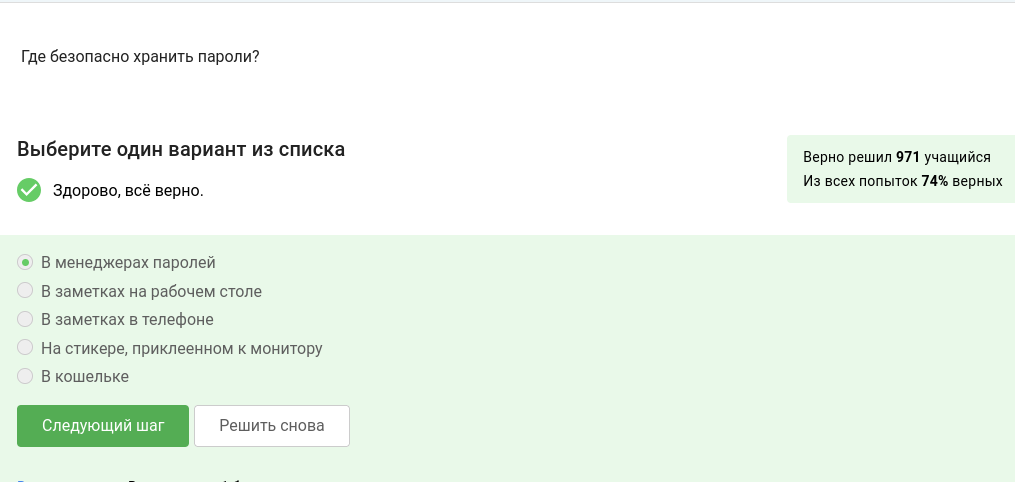 Где безопасно хранить пароли?
Выберите один вариант из списка
Здорово, всё верно.
Верно решил 971 учащийся
Из всех попыток 74% верных
В менеджерах паролей
В заметках на рабочем столе
В заметках в телефоне
На стикере, приклеенном к монитору
В кошельке
Следующий шаг
Решить снова